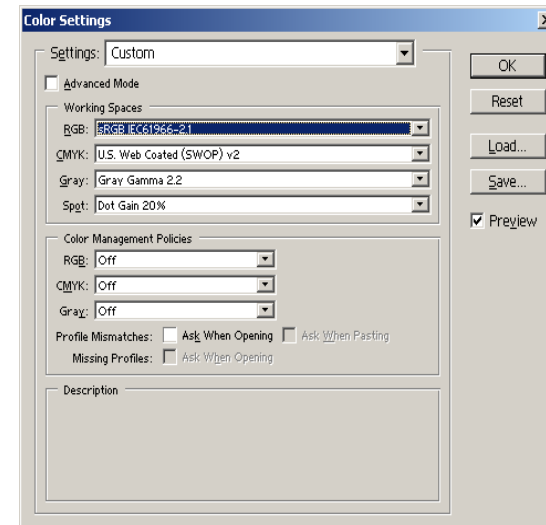 Color Settings
Settings: Custom
OK
Advanced Mode
Reset
Working Spaces
RGB: sRGB IEC61966-2.1
CMYK: U.S. Web Coated (SWOP) v2
Load...
Gray: Gray Gamma 2.2
Save...
Spot: Dot Gain 20%
Preview
Color Management Policies
RGB: Off
CMYK: Off
Gray: Off
Profile Mismatches: Ask When Opening Ask When Pasting
Missing Profiles: Ask When Opening
Description